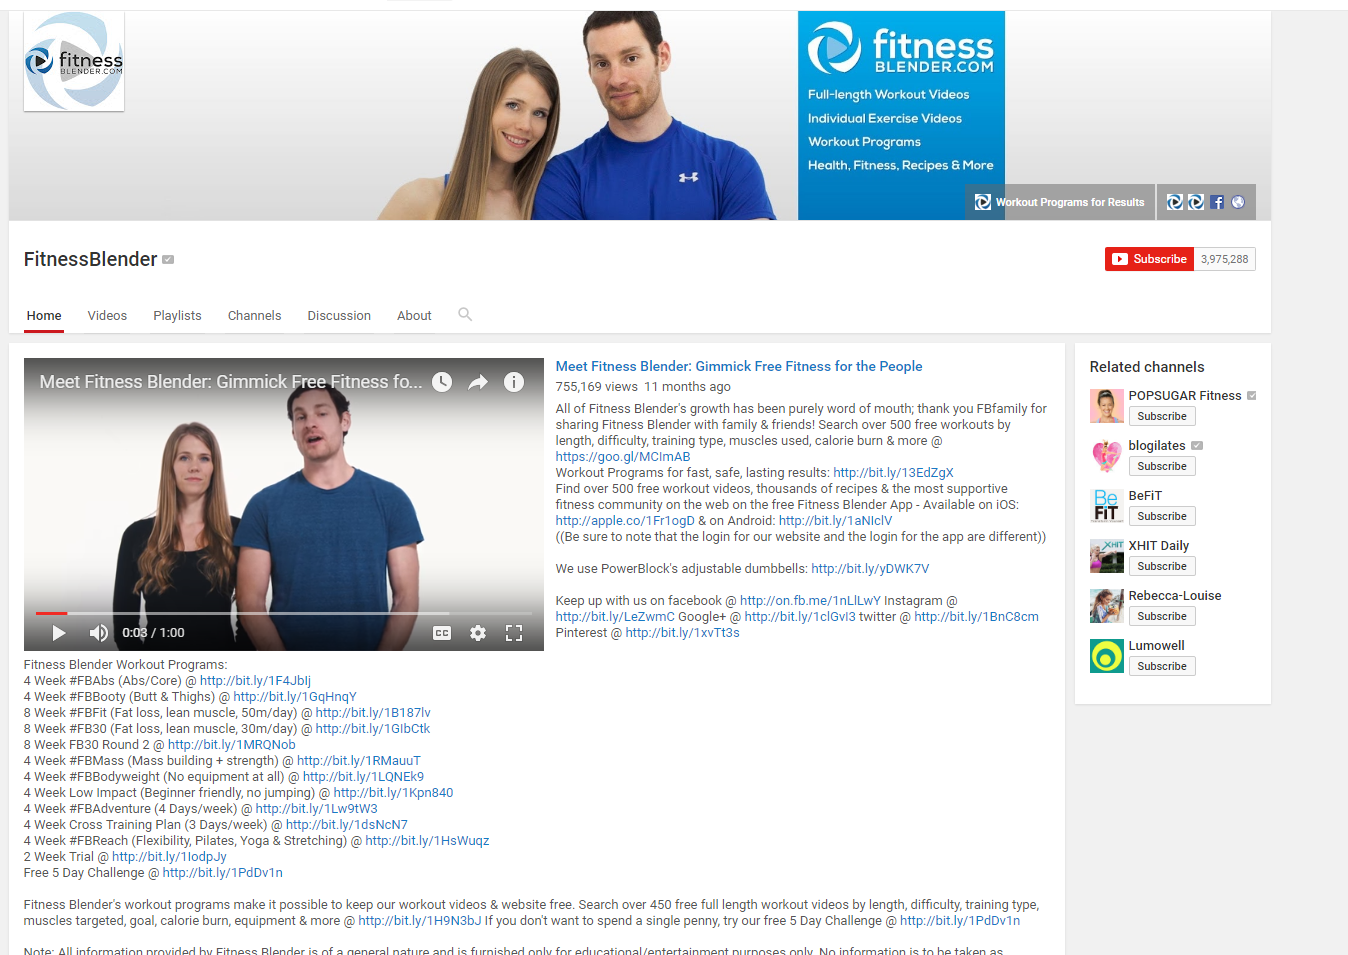 fitness
BLENDER.COM
fitness
BLENDER.COM
Full-length Workout Videos
Individual Exercise Videos
Workout Programs
Health, Fitness, Recipes & More
Workout Programs for Results
FitnessBlender
Subscribe 3,975,288
Home Videos Playlists Channels Discussion About
Meet Fitness Blender: Gimmick Free Fitness fo...
0:03 / 1:00
CC
Meet Fitness Blender: Gimmick Free Fitness for the People
755,169 views 11 months ago
All of Fitness Blender's growth has been purely word of mouth; thank you FBfamily for
sharing Fitness Blender with family & friends! Search over 500 free workouts by
length, difficulty, training type, muscles used, calorie burn & more @
https://goo.gl/MCImAB
Workout Programs for fast, safe, lasting results: http://bit.ly/13EdZgX
Find over 500 free workout videos, thousands of recipes & the most supportive
fitness community on the web on the free Fitness Blender App - Available on iOS:
http://apple.co/1Fr1ogD & on Android: http://bit.ly/1aNIclV
((Be sure to note that the login for our website and the login for the app are different))
We use PowerBlock's adjustable dumbbells: http://bit.ly/yDWK7V
Keep up with us on facebook @ http://on.fb.me/1nLlLwY Instagram @
http://bit.ly/LeZwmC Google+ @ http://bit.ly/1clGvl3 twitter @ http://bit.ly/1BnC8cm
Pinterest @ http://bit.ly/1xvTt3s
Fitness Blender Workout Programs:
4 Week #FBAbs (Abs/Core) @ http://bit.ly/1F4JbIj
4 Week #FBBooty (Butt & Thighs) @ http://bit.ly/1GqHnqY
8 Week #FBFit (Fat loss, lean muscle, 50m/day) @ http://bit.ly/1B187lv
8 Week #FB30 (Fat loss, lean muscle, 30m/day) @ http://bit.ly/1GIbCtk
8 Week FB30 Round 2 @ http://bit.ly/1MRQNob
4 Week #FBMass (Mass building + strength) @ http://bit.ly/1RMauuT
4 Week #FBBodyweight (No equipment at all) @ http://bit.ly/1LQNEk9
4 Week Low Impact (Beginner friendly, no jumping) @ http://bit.ly/1Kpn840
4 Week #FBAdventure (4 Days/week) @ http://bit.ly/1Lw9tW3
4 Week Cross Training Plan (3 Days/week) @ http://bit.ly/1dsNcN7
4 Week #FBReach (Flexibility, Pilates, Yoga & Stretching) @ http://bit.ly/1HsWuqz
2 Week Trial @ http://bit.ly/1IodpJy
Free 5 Day Challenge @ http://bit.ly/1PdDv1n
Fitness Blender's workout programs make it possible to keep our workout videos & website free. Search over 450 free full length workout videos by length, difficulty, training type,
muscles targeted, goal, calorie burn, equipment & more @ http://bit.ly/1H9N3bJ If you don't want to spend a single penny, try our free 5 Day Challenge @ http://bit.ly/1PdDv1n
Note: All information provided by Fitness Blender is of a general nature and is furnished only for educational/entertainment purposes only. No information is to be taken as
Related channels
POPSUGAR Fitness
Subscribe
blogilates
Subscribe
Be
FiT
BeFiT
Subscribe
XHIT
XHIT Daily
Subscribe
Rebecca-Louise
Subscribe
Lumowell
Subscribe